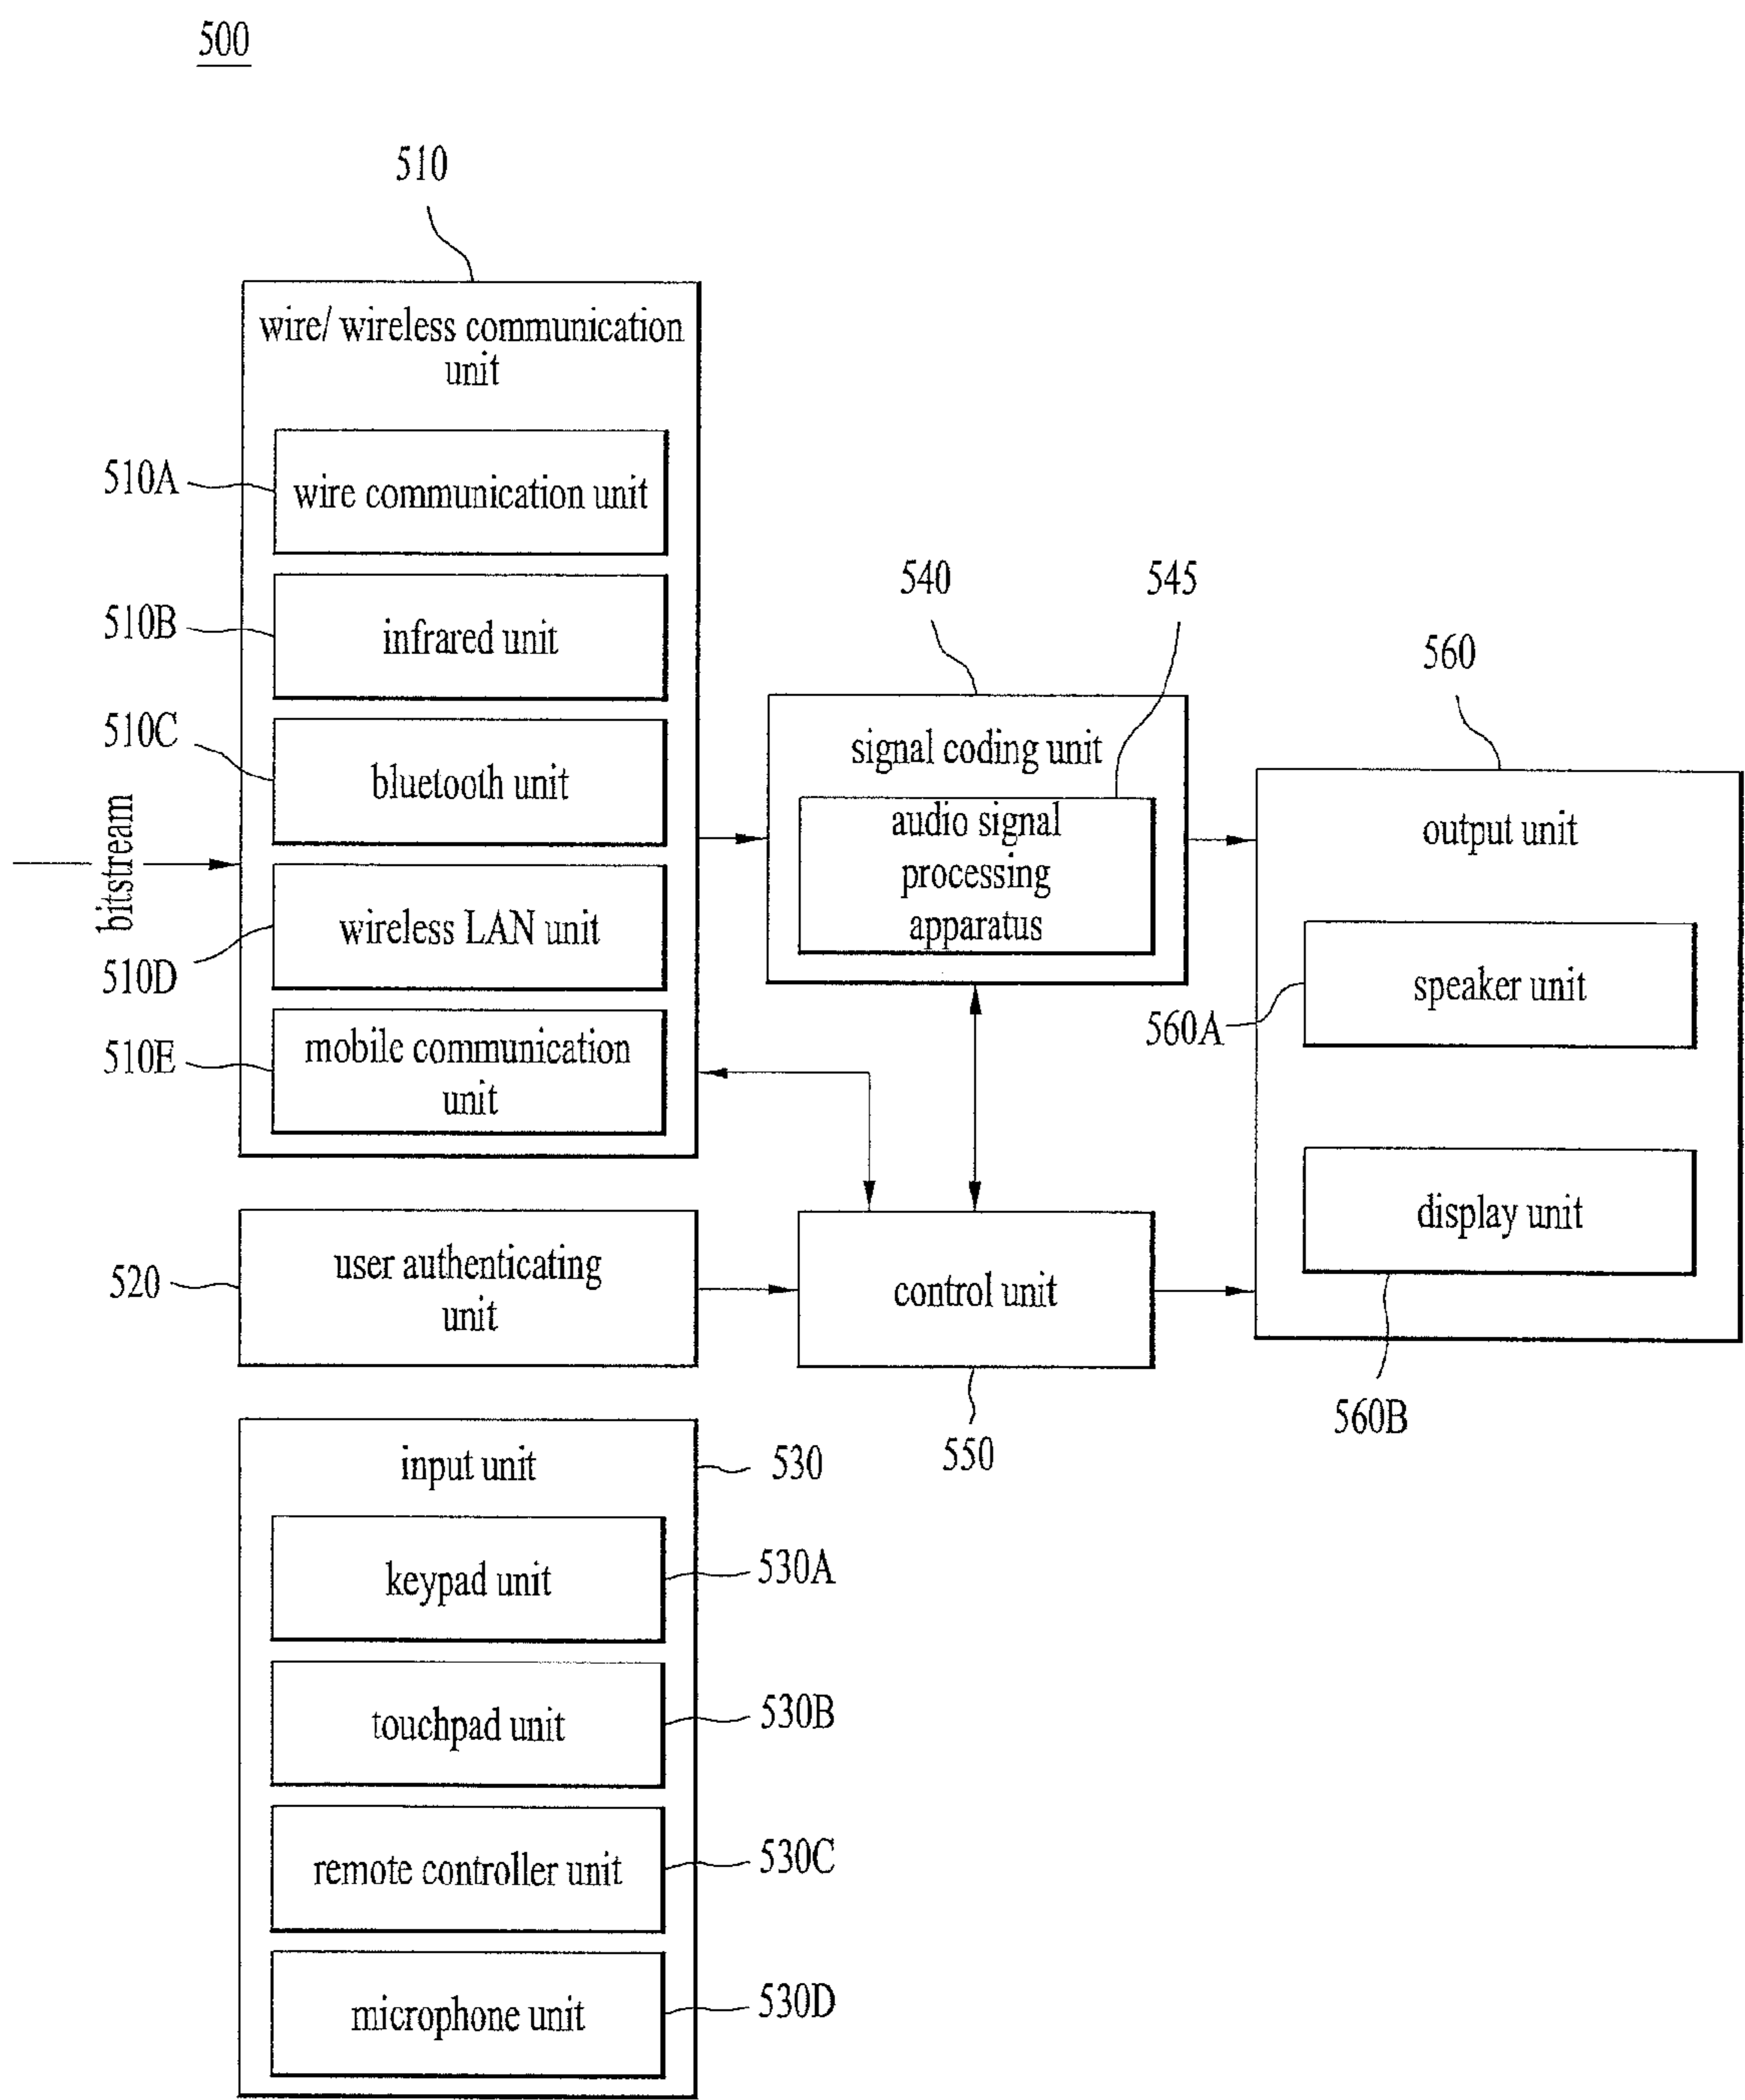 500
510
wire/ wireless communication
unit
510A
wire communication unit
510B
infrared unit
510C
bluetooth unit
bitstream
510D
wireless LAN unit
510E
mobile communication
unit
540
545
signal coding unit
audio signal
processing
apparatus
560
output unit
560A
speaker unit
display unit
560B
520
user authenticating
unit
control unit
550
input unit
530
keypad unit
530A
touchpad unit
530B
remote controller unit
530C
microphone unit
530D